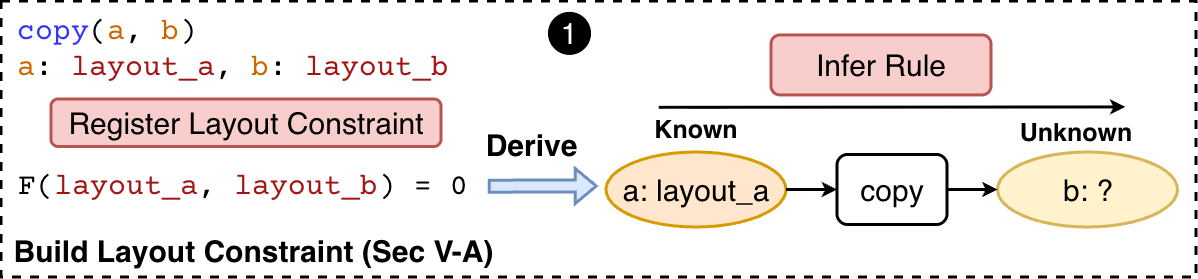 copy(a, b)
a: layout_a, b: layout_b
Register Layout Constraint
F(layout_a, layout_b) = 0
Build Layout Constraint (Sec V-A)
1
Derive
Infer Rule
Known
Unknown
a: layout_a
copy
b: ?